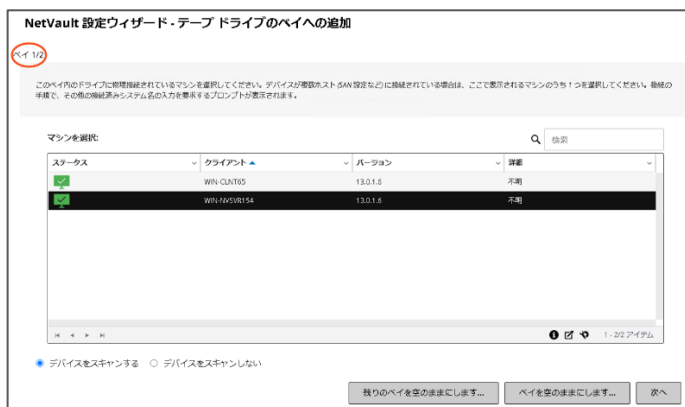 NetVault 設定ウィザード - テープ ドライブのベイへの追加
ベイ 1/2
このベイ内のドライブに物理接続されているマシンを選択してください。デバイスが複数ホスト (SAN 設定など) に接続されている場合は、ここで表示されるマシンのうち 1 つを選択してください。後続の
手順で、その他の接続済みシステム名の入力を要求するプロンプトが表示されます。
マシンを選択:
検索
ステータス クライアント バージョン 詳細
WIN-CLNT65 13.0.1.6 不明
WIN-NVSVR154 13.0.1.6 不明
1 - 2/2 アイテム
デバイスをスキャンする デバイスをスキャンしない
残りのベイを空のままにします... ベイを空のままにします... 次へ